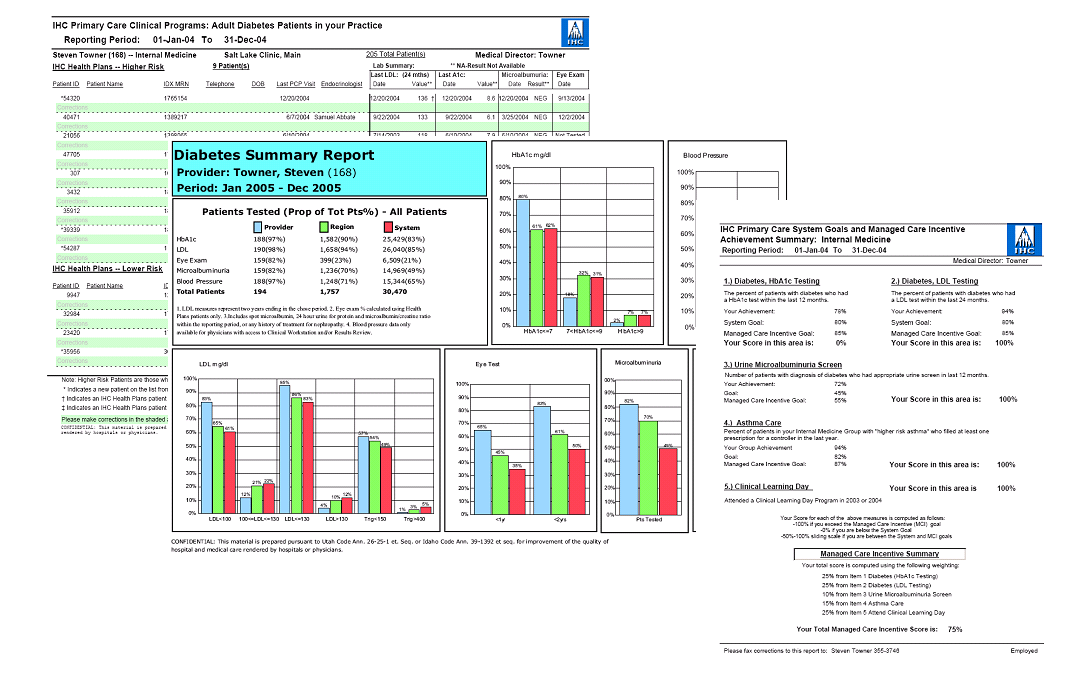 IHC Primary Care Clinical Programs: Adult Diabetes Patients in your Practice
Reporting Period: 01-Jan-04 To 31-Dec-04
IHC
Steven Towner (168) -- Internal Medicine Salt Lake Clinic, Main 205 Total Patient(s) Medical Director: Towner
IHC Health Plans -- Higher Risk 9 Patient(s) Lab Summary: ** NA-Result Not Available
Last LDL: (24 mths) Last A1c: Microalbumuria: Eye Exam
Patient ID Patient Name IDX MRN Telephone DOB Last PCP Visit Endocrinologist Date Value** Date Value** Date Result** Date
*54320 1765154 12/20/2004 12/20/2004 136 † 12/20/2004 8.6 12/20/2004 NEG 9/13/2004
Corrections
40471 1389217 6/7/2004 Samuel Abbate 9/22/2004 133 9/22/2004 6.1 3/25/2004 NEG 12/2/2004
Corrections
21056
Corrections
47705
Corrections
307
Corrections
3432
Corrections
35912
Corrections
*39339
Corrections
*54287
Corrections
IHC Health Plans -- Lower Risk
Patient ID Patient Name
9947
Corrections
32984
Corrections
23420
Corrections
*35956
Corrections
Note: Higher Risk Patients are those wh
* Indicates a new patient on the list from
† Indicates an IHC Health Plans patient
‡ Indicates an IHC Health Plans patient
Please make corrections in the shaded
CONFIDENTIAL: This material is prepared
rendered by hospitals or physicians.
Diabetes Summary Report
Provider: Towner, Steven (168)
Period: Jan 2005 - Dec 2005
Patients Tested (Prop of Tot Pts%) - All Patients
Provider Region System
HbA1c 188(97%) 1,582(90%) 25,429(83%)
LDL 190(98%) 1,658(94%) 26,040(85%)
Eye Exam 159(82%) 399(23%) 6,509(21%)
Microalbuminuria 159(82%) 1,236(70%) 14,969(49%)
Blood Pressure 188(97%) 1,248(71%) 15,344(65%)
Total Patients 194 1,757 30,470
1. LDL measures represent two years ending in the chose period. 2. Eye exam % calculated using Health
Plans patients only. 3.Includes spot microalbumin, 24 hour urine for protein and microalbumin/creatine ratio
within the reporting period, or any history of treatment for nephropathy. 4. Blood pressure data only
available for physicians with access to Clinical Workstation and/or Results Review.
HbA1c mg/dl
100%
90%
80%
70%
60%
50%
40%
30%
20%
10%
0%
80% 61% 62%
18% 32% 31%
2% 7% 7%
HbA1c<=7 7<HbA1c<=9 HbA1c>9
Blood Pressure
100%
90%
80%
70%
60%
50%
40%
30%
20%
10%
0%
LDL mg/dl
100%
90%
80%
70%
60%
50%
40%
30%
20%
10%
0%
83% 65% 61%
12% 21% 22%
95% 86% 83%
4% 10% 12%
57% 54% 49%
1% 3% 5%
LDL<100 100<=LDL<=130 LDL<=130 LDL>130 Trig<150 Trig>400
Eye Test
100%
90%
80%
70%
60%
50%
40%
30%
20%
10%
0%
65% 45% 35%
83% 61% 50%
<1yr <2yrs
Microalbuminuria
00%
90%
80%
70%
60%
50%
40%
30%
20%
10%
0%
82% 70% 49%
Pts Tested
CONFIDENTIAL: This material is prepared pursuant to Utah Code Ann. 26-25-1 et. Seq. or Idaho Code Ann. 39-1392 et seq. for improvement of the quality of
hospital and medical care rendered by hospitals or physicians.
IHC Primary Care System Goals and Managed Care Incentive
Achievement Summary: Internal Medicine
Reporting Period: 01-Jan-04 To 31-Dec-04
IHC
Medical Director: Towner
1.) Diabetes, HbA1c Testing
The percent of patients with diabetes who had
a HbA1c test within the last 12 months.
Your Achievement: 78%
System Goal: 80%
Managed Care Incentive Goal: 85%
Your Score in this area is: 0%
2.) Diabetes, LDL Testing
The percent of patients with diabetes who had
a LDL test within the last 24 months.
Your Achievement: 94%
System Goal: 80%
Managed Care Incentive Goal: 85%
Your Score in this area is: 100%
3.) Urine Microalbuminuria Screen
Number of patients with diagnosis of diabetes who had appropriate urine screen in last 12 months.
Your Achievement: 72%
Goal: 45%
Managed Care Incentive Goal: 55% Your Score in this area is: 100%
4.) Asthma Care
Percent of patients in your Internal Medicine Group with "higher risk asthma" who filled at least one
prescription for a controller in the last year.
Your Group Achievement 94%
Goal: 82%
Managed Care Incentive Goal: 87% Your Score in this area is: 100%
5.) Clinical Learning Day Your Score in this area is 100%
Attended a Clinical Learning Day Program in 2003 or 2004
Your Score for each of the above measures is computed as follows:
-100% if you exceed the Managed Care Incentive (MCI) goal
-0% if you are below the System Goal
-50%-100% sliding scale if you are between the System and MCI goals
Managed Care Incentive Summary
Your total score is computed using the following weighting:
25% from Item 1 Diabetes (HbA1c Testing)
25% from Item 2 Diabetes (LDL Testing)
10% from Item 3 Urine Microalbuminuria Screen
15% from Item 4 Asthma Care
25% from Item 5 Attend Clinical Learning Day
Your Total Managed Care Incentive Score is: 75%
Please fax corrections to this report to: Steven Towner 355-3746 Employed